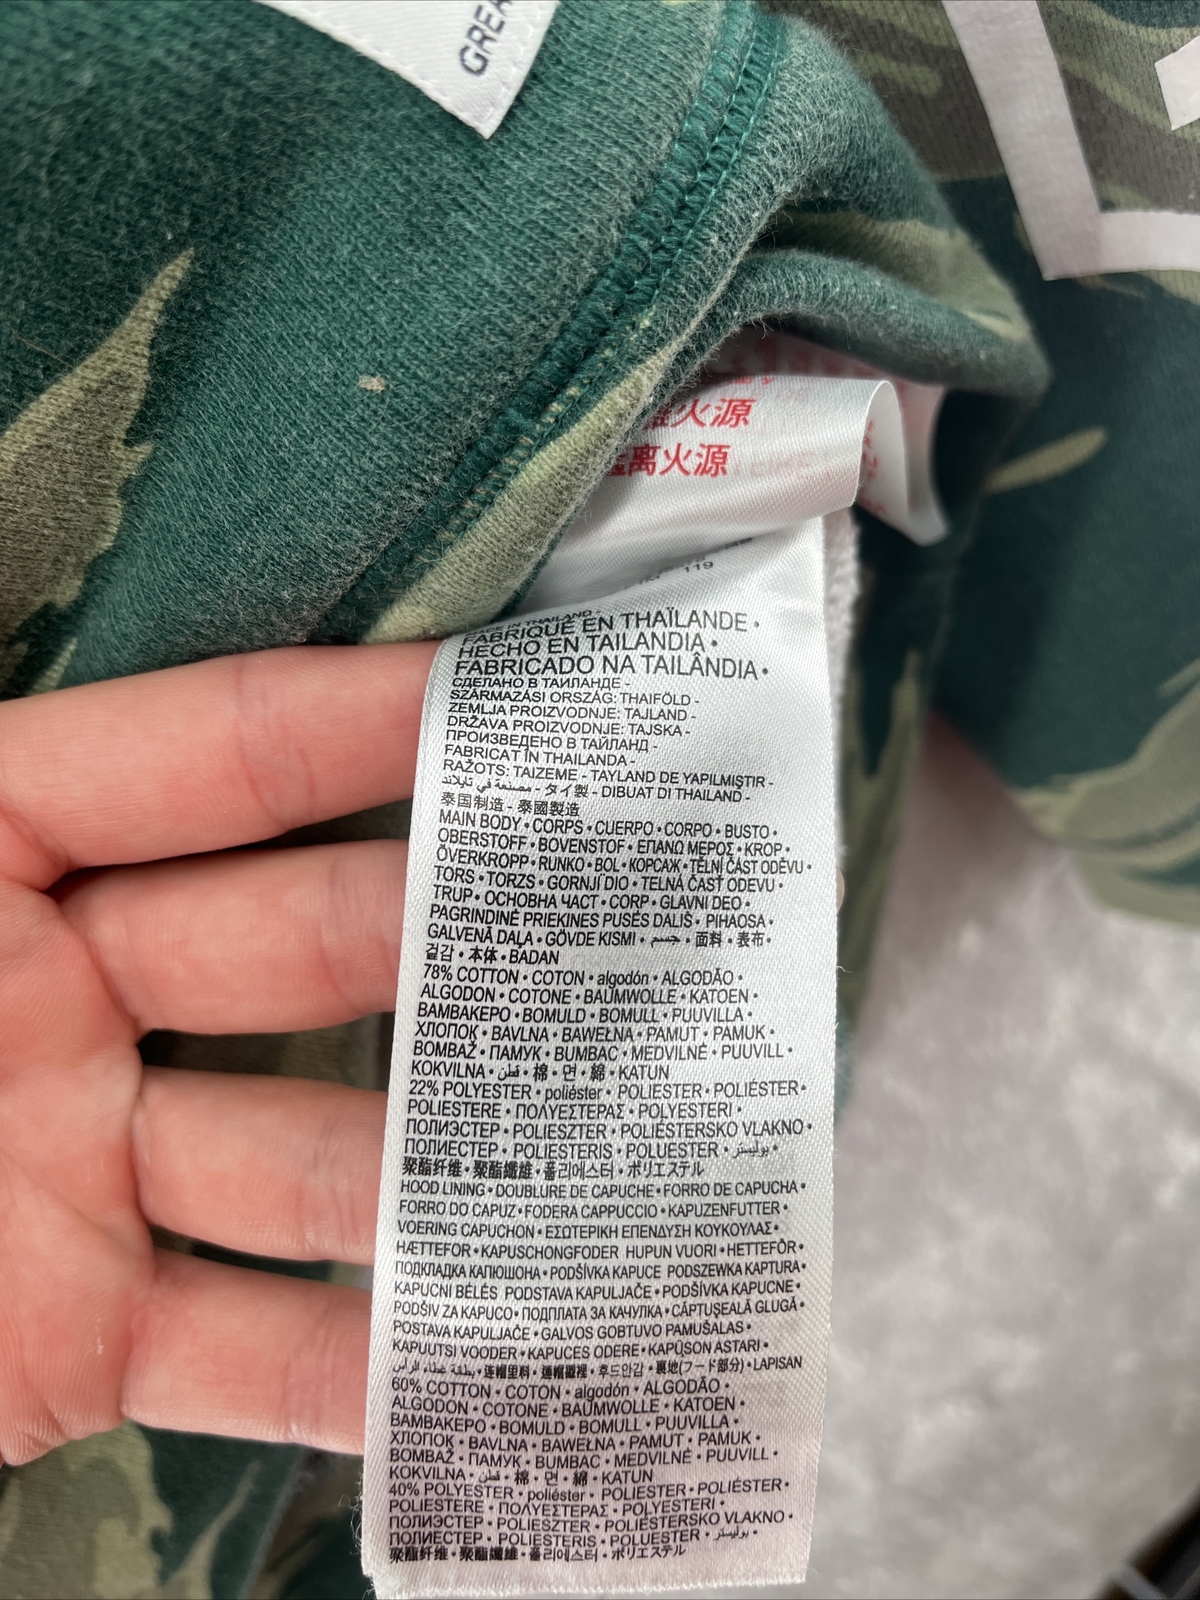 GREA
火源
离火源
119
IN THAILAND -
FABRIQUÉ EN THAÏLANDE •
HECHO EN TAILANDIA •
FABRICADO NA TAILÂNDIA •
СДЕЛАНО В ТАИЛАНДЕ -
SZÁRMAZÁSI ORSZÁG: THAIFÖLD -
ZEMLJA PROIZVODNJE: TAJLAND -
DRŽAVA PROIZVODNJE: TAJSKA -
ПРОИЗВЕДЕНО В ТАЙЛАНД -
FABRICAT ÎN THAILANDA -
RAŽOTS: TAIZEME - TAYLAND DE YAPILMIŞTIR -
مصنعة في تايلاند - タイ製 - DIBUAT DI THAILAND -
泰国制造 - 泰國製造
MAIN BODY • CORPS • CUERPO • CORPO • BUSTO •
OBERSTOFF • BOVENSTOF • ΕΠΑΝΩ ΜΕΡΟΣ • KROP •
ÖVERKROPP • RUNKO • BOL • КОРСАЖ • TĚLNÍ ČÁST ODĚVU •
TORS • TORZS • GORNJI DIO • TELNÁ ČASŤ ODEVU •
TRUP • ОСНОВНА ЧАСТ • CORP • GLAVNI DEO •
PAGRINDINĖ PRIEKINĖS PUSĖS DALIS • PIHAOSA •
GALVENĀ DAĻA • GÖVDE KISMI • جسم • 面料 • 表布 •
겉감 • 本体 • BADAN
78% COTTON • COTON • algodón • ALGODÃO •
ALGODON • COTONE • BAUMWOLLE • KATOEN •
ΒΑΜΒΑΚΕΡΟ • BOMULD • BOMULL • PUUVILLA •
ХЛОПОК • BAVLNA • BAWEŁNA • PAMUT • PAMUK •
BOMBAŽ • ПАМУК • BUMBAC • MEDVILNĖ • PUUVILL •
KOKVILNA • قطن • 棉 • 면 • 綿 • KATUN
22% POLYESTER • poliéster • POLIESTER • POLIÉSTER •
POLIESTERE • ΠΟΛΥΕΣΤΕΡΑΣ • POLYESTERI •
ПОЛИЭСТЕР • POLIESZTER • POLIÉSTERSKO VLAKNO •
ПОЛИЕСТЕР • POLIESTERIS • POLUESTER • بوليستر •
聚酯纤维 • 聚酯纖維 • 폴리에스터 • ポリエステル
HOOD LINING • DOUBLURE DE CAPUCHE • FORRO DE CAPUCHA •
FORRO DO CAPUZ • FODERA CAPPUCCIO • KAPUZENFUTTER •
VOERING CAPUCHON • ΕΣΩΤΕΡΙΚΗ ΕΠΕΝΔΥΣΗ ΚΟΥΚΟΥΛΑΣ •
HÆTTEFOR • KAPUSCHONGFODER HUPUN VUORI • HETTEFÔR •
ПОДКЛАДКА КАПЮШОНА • PODŠÍVKA KAPUCE PODSZEWKA KAPTURA •
KAPUCNI BÉLÉS PODSTAVA KAPULJAČE • PODŠÍVKA KAPUCNE •
PODŠIV ZA KAPUCO • ПОДПЛАТА ЗА КАЧУЛКА • CĂPTUŞEALĂ GLUGĂ •
POSTAVA KAPULJAČE • GALVOS GOBTUVO PAMUŠALAS •
KAPUUTSI VOODER • KAPUCES ODERE • KAPÜSON ASTARI •
بطانة غطاء الرأس • 连帽里料 • 連帽襯裡 • 후드안감 • 裏地(フード部分) • LAPISAN
60% COTTON • COTON • algodón • ALGODÃO •
ALGODON • COTONE • BAUMWOLLE • KATOEN •
ΒΑΜΒΑΚΕΡΟ • BOMULD • BOMULL • PUUVILLA •
ХЛОПОК • BAVLNA • BAWEŁNA • PAMUT • PAMUK •
BOMBAŽ • ПАМУК • BUMBAC • MEDVILNĖ • PUUVILL •
KOKVILNA • قطن • 棉 • 면 • 綿 • KATUN
40% POLYESTER • poliéster • POLIESTER • POLIÉSTER •
POLIESTERE • ΠΟΛΥΕΣΤΕΡΑΣ • POLYESTERI •
ПОЛИЭСТЕР • POLIESZTER • POLIÉSTERSKO VLAKNO •
ПОЛИЕСТЕР • POLIESTERIS • POLUESTER • بوليستر •
聚酯纤维 • 聚酯纖維 • 폴리에스터 • ポリエステル